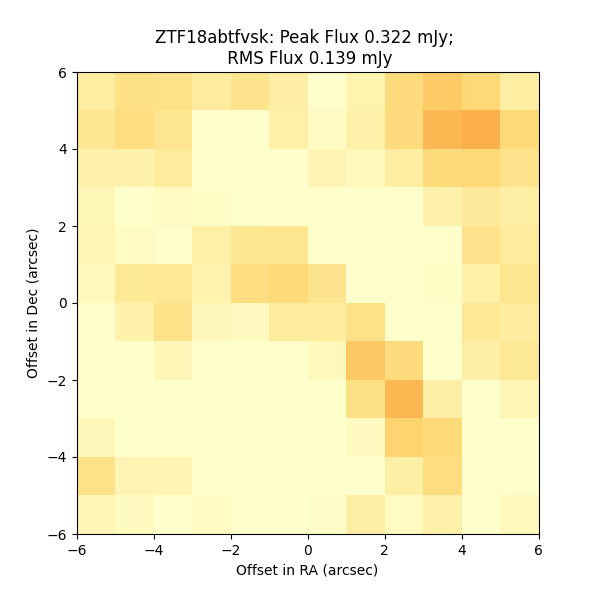 ZTF18abtfvsk: Peak Flux 0.322 mJy;
RMS Flux 0.139 mJy
6
4
2
0
−2
−4
−6
Offset in Dec (arcsec)
−6 −4 −2 0 2 4 6
Offset in RA (arcsec)